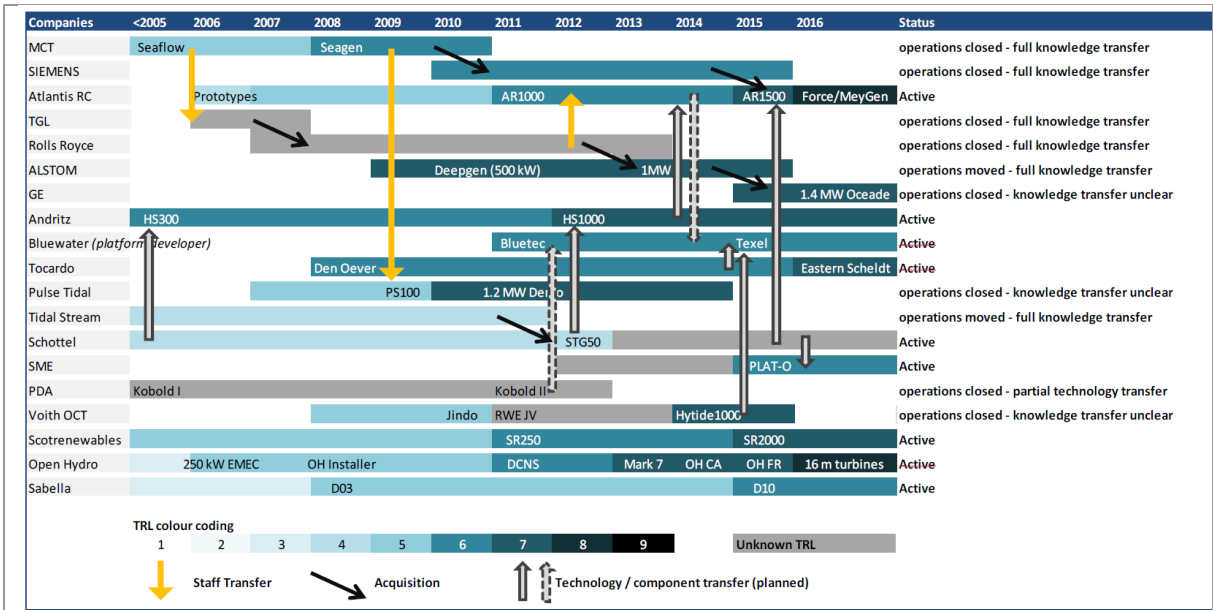 Companies <2005 2006 2007 2008 2009 2010 2011 2012 2013 2014 2015 2016 Status
MCT Seaflow Seagen operations closed - full knowledge transfer
SIEMENS operations closed - full knowledge transfer
Atlantis RC Prototypes AR1000 AR1500 Force/MeyGen Active
TGL operations closed - full knowledge transfer
Rolls Royce operations closed - full knowledge transfer
ALSTOM Deepgen (500 kW) 1MW operations moved - full knowledge transfer
GE 1.4 MW Oceade operations closed - knowledge transfer unclear
Andritz HS300 HS1000 Active
Bluewater (platform developer) Bluetec Texel Active
Tocardo Den Oever Eastern Scheldt Active
Pulse Tidal PS100 1.2 MW operations closed - knowledge transfer unclear
Tidal Stream operations moved - full knowledge transfer
Schottel STG50 Active
SME PLAT-O Active
PDA Kobold I Kobold II operations closed - partial technology transfer
Voith OCT Jindo RWE JV Hytide1000 operations closed - knowledge transfer unclear
Scotrenewables SR250 SR2000 Active
Open Hydro 250 kW EMEC OH Installer DCNS Mark 7 OH CA OH FR 16 m turbines Active
Sabella D03 D10 Active
TRL colour coding
1 2 3 4 5 6 7 8 9 Unknown TRL
Staff Transfer Acquisition Technology / component transfer (planned)